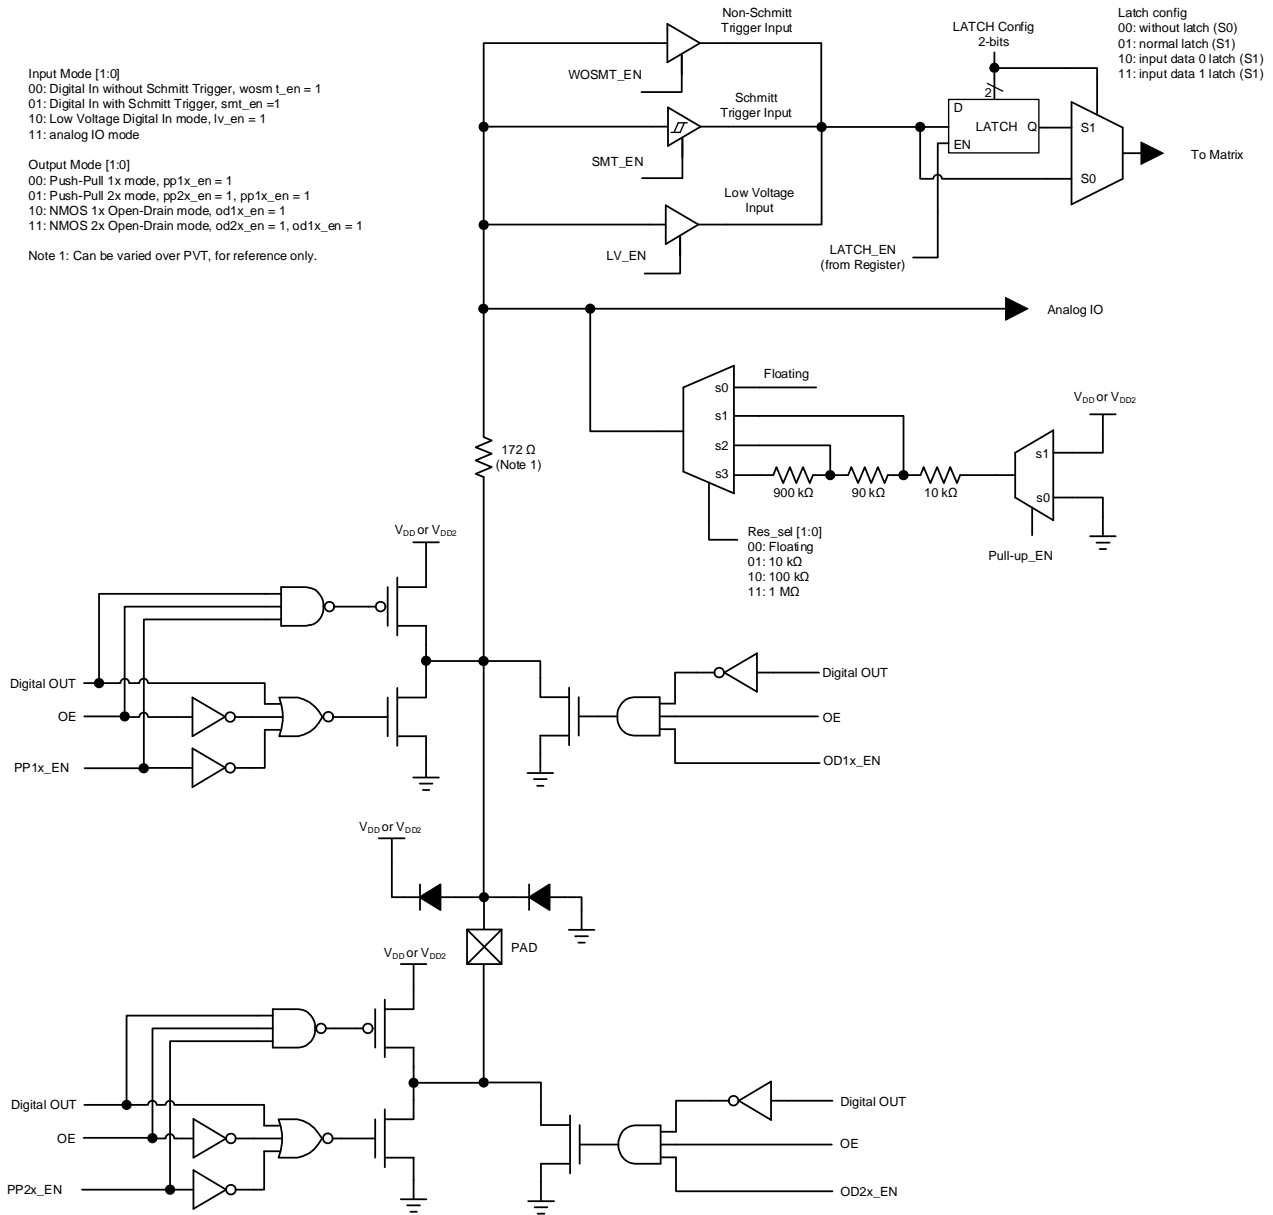 Input Mode [1:0]
00: Digital In without Schmitt Trigger, wosm t_en = 1
01: Digital In with Schmitt Trigger, smt_en =1
10: Low Voltage Digital In mode, lv_en = 1
11: analog IO mode
Output Mode [1:0]
00: Push-Pull 1x mode, pp1x_en = 1
01: Push-Pull 2x mode, pp2x_en = 1, pp1x_en = 1
10: NMOS 1x Open-Drain mode, od1x_en = 1
11: NMOS 2x Open-Drain mode, od2x_en = 1, od1x_en = 1
Note 1: Can be varied over PVT, for reference only.
Non-Schmitt
Trigger Input
WOSMT_EN
Schmitt
Trigger Input
SMT_EN
Low Voltage
Input
LV_EN
LATCH Config
2-bits
2
D
LATCH
Q
EN
LATCH_EN
(from Register)
Latch config
00: without latch (S0)
01: normal latch (S1)
10: input data 0 latch (S1)
11: input data 1 latch (S1)
S1
S0
To Matrix
Analog IO
Floating
s0
s1
s2
s3
900 kΩ
90 kΩ
10 kΩ
VDD or VDD2
s1
s0
Pull-up_EN
Res_sel [1:0]
00: Floating
01: 10 kΩ
10: 100 kΩ
11: 1 MΩ
172 Ω
(Note 1)
VDD or VDD2
Digital OUT
OE
PP1x_EN
Digital OUT
OE
OD1x_EN
VDD or VDD2
PAD
VDD or VDD2
Digital OUT
OE
PP2x_EN
Digital OUT
OE
OD2x_EN